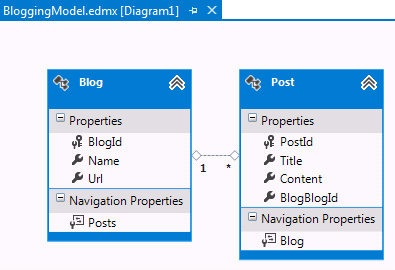 BloggingModel.edmx [Diagram1]
Blog
Properties
BlogId
Name
Url
Navigation Properties
Posts
1
*
Post
Properties
PostId
Title
Content
BlogBlogId
Navigation Properties
Blog